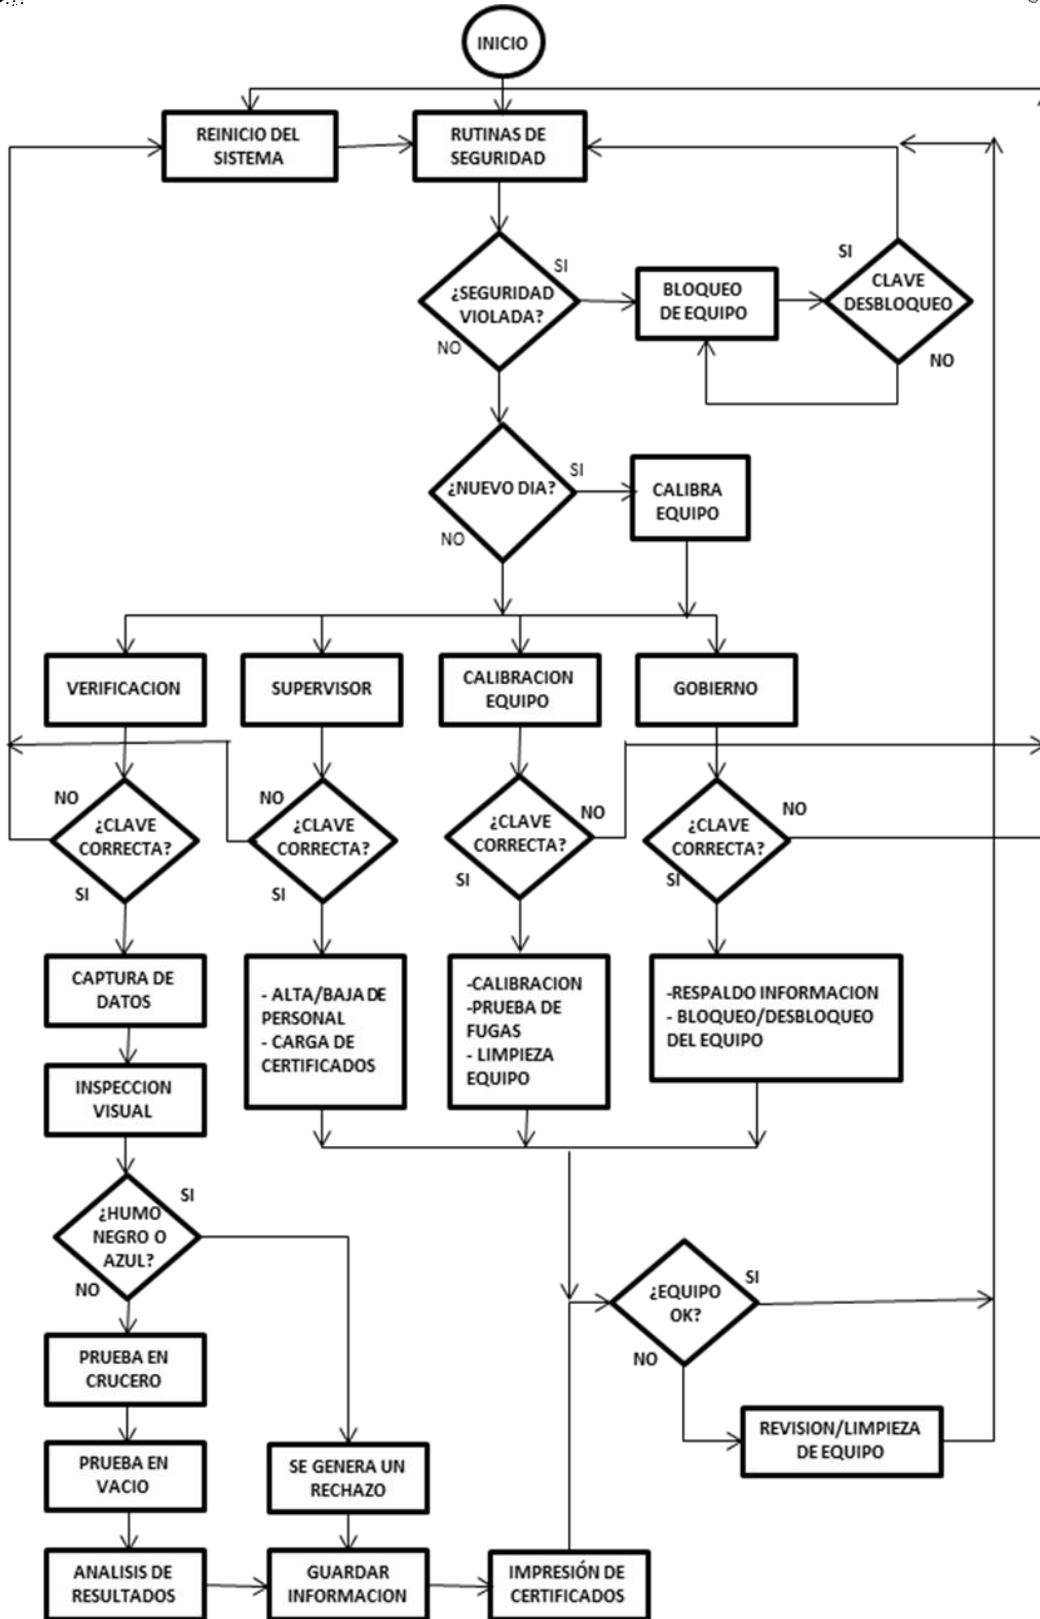 INICIO
REINICIO DEL
SISTEMA
RUTINAS DE
SEGURIDAD
¿SEGURIDAD
VIOLADA?
SI
NO
BLOQUEO
DE EQUIPO
SI
CLAVE
DESBLOQUEO
NO
¿NUEVO DIA?
SI
NO
CALIBRA
EQUIPO
VERIFICACION
SUPERVISOR
CALIBRACION
EQUIPO
GOBIERNO
NO
¿CLAVE
CORRECTA?
SI
NO
¿CLAVE
CORRECTA?
SI
NO
¿CLAVE
CORRECTA?
SI
NO
¿CLAVE
CORRECTA?
SI
CAPTURA DE
DATOS
- ALTA/BAJA DE
PERSONAL
- CARGA DE
CERTIFICADOS
-CALIBRACION
-PRUEBA DE
FUGAS
- LIMPIEZA
EQUIPO
-RESPALDO INFORMACION
- BLOQUEO/DESBLOQUEO
DEL EQUIPO
INSPECCION
VISUAL
SI
¿HUMO
NEGRO O
AZUL?
NO
¿EQUIPO
OK?
SI
NO
PRUEBA EN
CRUCERO
REVISION/LIMPIEZA
DE EQUIPO
PRUEBA EN
VACIO
SE GENERA UN
RECHAZO
ANALISIS DE
RESULTADOS
GUARDAR
INFORMACION
IMPRESIÓN DE
CERTIFICADOS